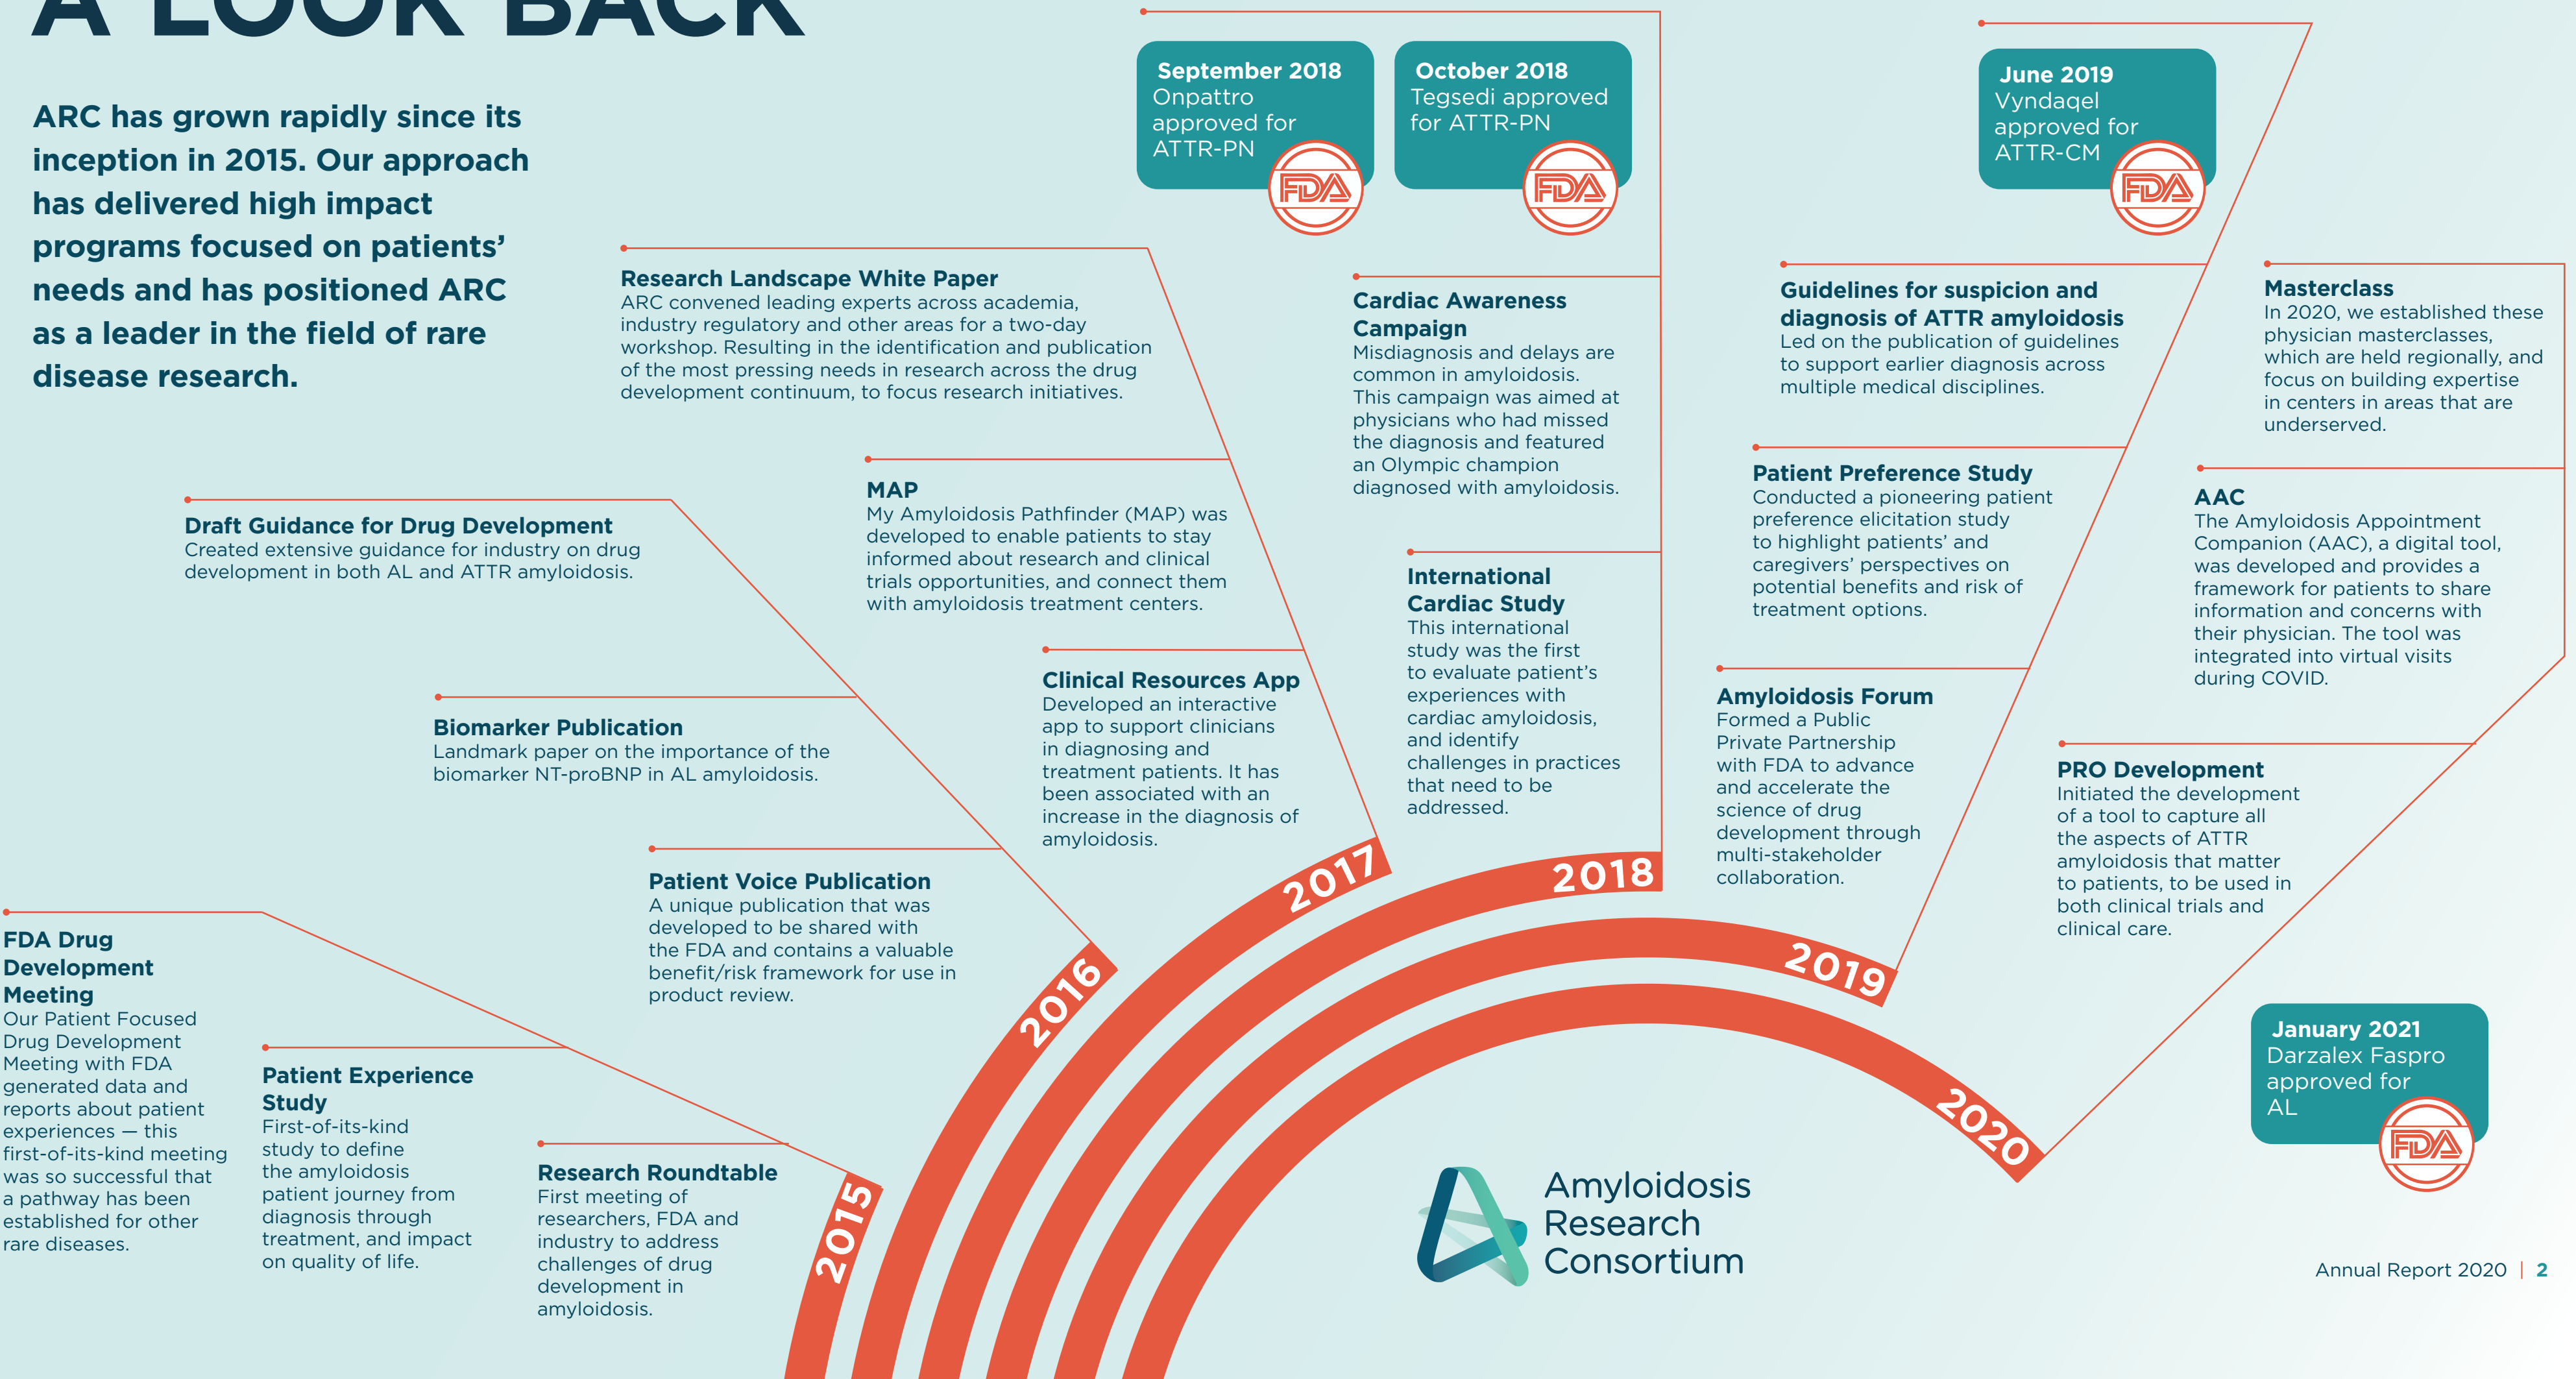 A LOOK BACK
ARC has grown rapidly since its
inception in 2015. Our approach
has delivered high impact
programs focused on patients’
needs and has positioned ARC
as a leader in the field of rare
disease research.
FDA Drug
Development
Meeting
Our Patient Focused
Drug Development
Meeting with FDA
generated data and
reports about patient
experiences — this
first-of-its-kind meeting
was so successful that
a pathway has been
established for other
rare diseases.
Patient Experience
Study
First-of-its-kind
study to define
the amyloidosis
patient journey from
diagnosis through
treatment, and impact
on quality of life.
Research Roundtable
First meeting of
researchers, FDA and
industry to address
challenges of drug
development in
amyloidosis.
2015
Draft Guidance for Drug Development
Created extensive guidance for industry on drug
development in both AL and ATTR amyloidosis.
Biomarker Publication
Landmark paper on the importance of the
biomarker NT-proBNP in AL amyloidosis.
Patient Voice Publication
A unique publication that was
developed to be shared with
the FDA and contains a valuable
benefit/risk framework for use in
product review.
2016
Research Landscape White Paper
ARC convened leading experts across academia,
industry regulatory and other areas for a two-day
workshop. Resulting in the identification and publication
of the most pressing needs in research across the drug
development continuum, to focus research initiatives.
MAP
My Amyloidosis Pathfinder (MAP) was
developed to enable patients to stay
informed about research and clinical
trials opportunities, and connect them
with amyloidosis treatment centers.
Clinical Resources App
Developed an interactive
app to support clinicians
in diagnosing and
treatment patients. It has
been associated with an
increase in the diagnosis of
amyloidosis.
2017
September 2018
Onpattro
approved for
ATTR-PN
FDA
October 2018
Tegsedi approved
for ATTR-PN
FDA
Cardiac Awareness
Campaign
Misdiagnosis and delays are
common in amyloidosis.
This campaign was aimed at
physicians who had missed
the diagnosis and featured
an Olympic champion
diagnosed with amyloidosis.
International
Cardiac Study
This international
study was the first
to evaluate patient’s
experiences with
cardiac amyloidosis,
and identify
challenges in practices
that need to be
addressed.
2018
June 2019
Vyndaqel
approved for
ATTR-CM
FDA
Guidelines for suspicion and
diagnosis of ATTR amyloidosis
Led on the publication of guidelines
to support earlier diagnosis across
multiple medical disciplines.
Patient Preference Study
Conducted a pioneering patient
preference elicitation study
to highlight patients’ and
caregivers’ perspectives on
potential benefits and risk of
treatment options.
Amyloidosis Forum
Formed a Public
Private Partnership
with FDA to advance
and accelerate the
science of drug
development through
multi-stakeholder
collaboration.
2019
Masterclass
In 2020, we established these
physician masterclasses,
which are held regionally, and
focus on building expertise
in centers in areas that are
underserved.
AAC
The Amyloidosis Appointment
Companion (AAC), a digital tool,
was developed and provides a
framework for patients to share
information and concerns with
their physician. The tool was
integrated into virtual visits
during COVID.
PRO Development
Initiated the development
of a tool to capture all
the aspects of ATTR
amyloidosis that matter
to patients, to be used in
both clinical trials and
clinical care.
2020
January 2021
Darzalex Faspro
approved for
AL
FDA
Amyloidosis
Research
Consortium
Annual Report 2020 | 2